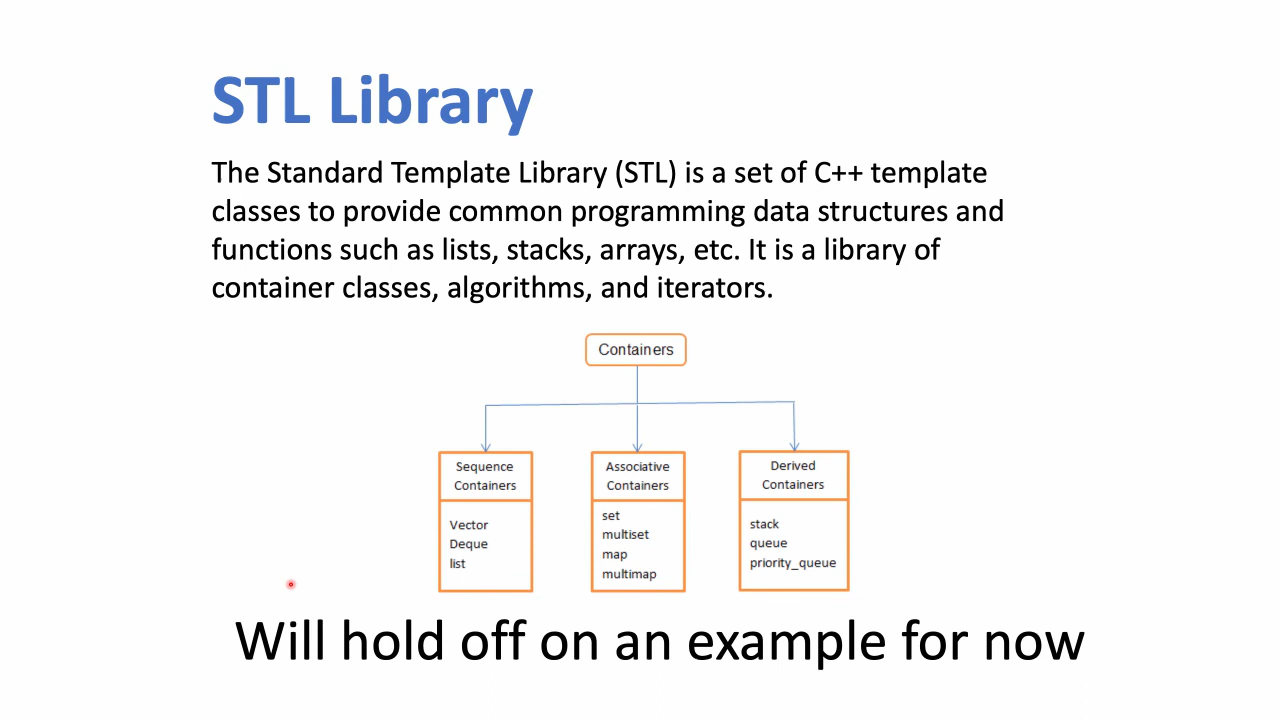 STL Library
The Standard Template Library (STL) is a set of C++ template
classes to provide common programming data structures and
functions such as lists, stacks, arrays, etc. It is a library of
container classes, algorithms, and iterators.
Containers
Sequence
Containers
Vector
Deque
list
Associative
Containers
set
multiset
map
multimap
Derived
Containers
stack
queue
priority_queue
Will hold off on an example for now